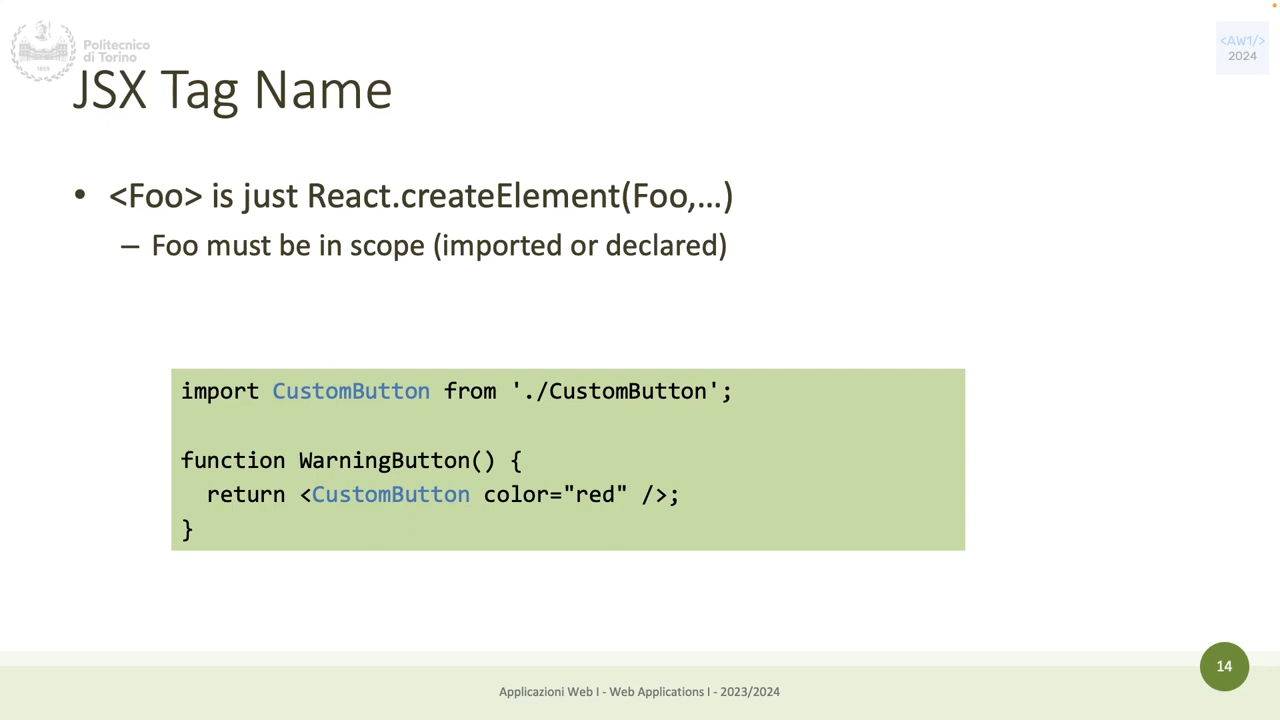 Politecnico
di Torino
1859
<AW1/>
2024
JSX Tag Name
• <Foo> is just React.createElement(Foo,…)
– Foo must be in scope (imported or declared)
import CustomButton from './CustomButton';
function WarningButton() {
return <CustomButton color="red" />;
}
14
Applicazioni Web I - Web Applications I - 2023/2024